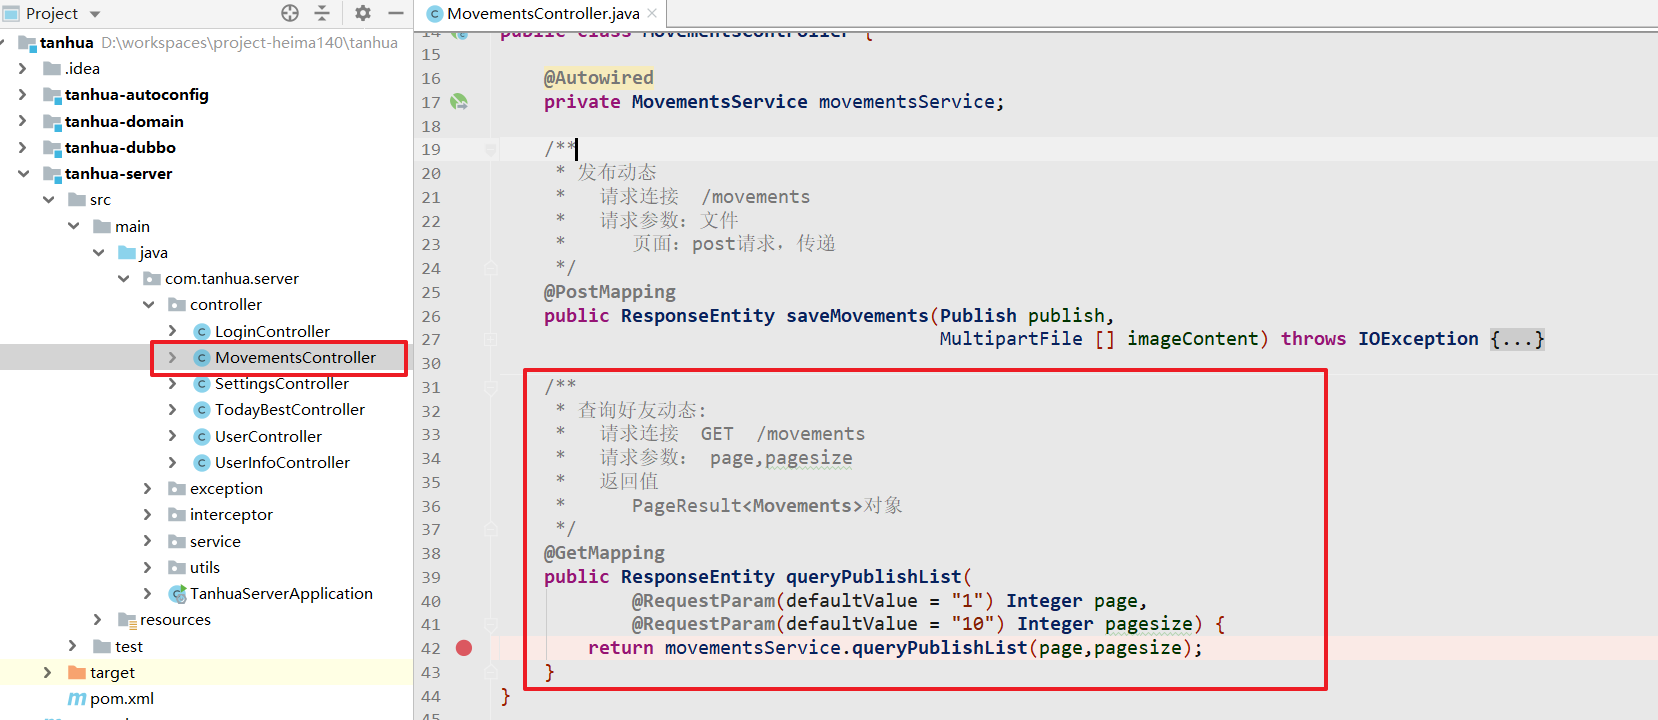 Project
tanhua D:\workspaces\project-heima140\tanhua
.idea
tanhua-autoconfig
tanhua-domain
tanhua-dubbo
tanhua-server
src
main
java
com.tanhua.server
controller
LoginController
MovementsController
SettingsController
TodayBestController
UserController
UserInfoController
exception
interceptor
service
utils
TanhuaServerApplication
resources
test
target
pom.xml
MovementsController.java
14 public class MovementsController {
15
16 @Autowired
17 private MovementsService movementsService;
18
19 /**
20 * 发布动态
21 * 请求连接 /movements
22 * 请求参数：文件
23 * 页面：post请求，传递
24 */
25 @PostMapping
26 public ResponseEntity saveMovements(Publish publish,
27 MultipartFile [] imageContent) throws IOException {...}
30
31 /**
32 * 查询好友动态:
33 * 请求连接 GET /movements
34 * 请求参数： page,pagesize
35 * 返回值
36 * PageResult<Movements>对象
37 */
38 @GetMapping
39 public ResponseEntity queryPublishList(
40 @RequestParam(defaultValue = "1") Integer page,
41 @RequestParam(defaultValue = "10") Integer pagesize) {
42 return movementsService.queryPublishList(page,pagesize);
43 }
44 }
45